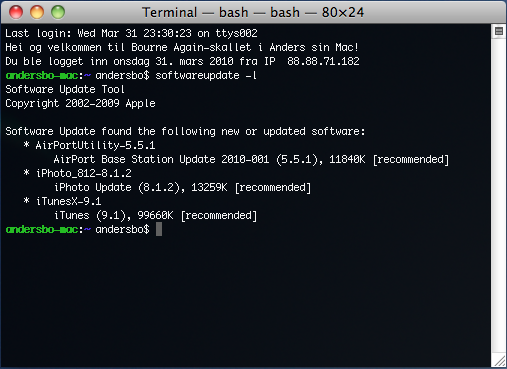 Terminal — bash — bash — 80×24
Last login: Wed Mar 31 23:30:23 on ttys002
Hei og velkommen til Bourne Again-skallet i Anders sin Mac!
Du ble logget inn onsdag 31. mars 2010 fra IP  88.88.71.182
andersbo-mac:~ andersbo$ softwareupdate -l
Software Update Tool
Copyright 2002-2009 Apple

Software Update found the following new or updated software:
   * AirPortUtility-5.5.1
       AirPort Base Station Update 2010-001 (5.5.1), 11840K [recommended]
   * iPhoto_812-8.1.2
       iPhoto Update (8.1.2), 13259K [recommended]
   * iTunesX-9.1
       iTunes (9.1), 99660K [recommended]
andersbo-mac:~ andersbo$